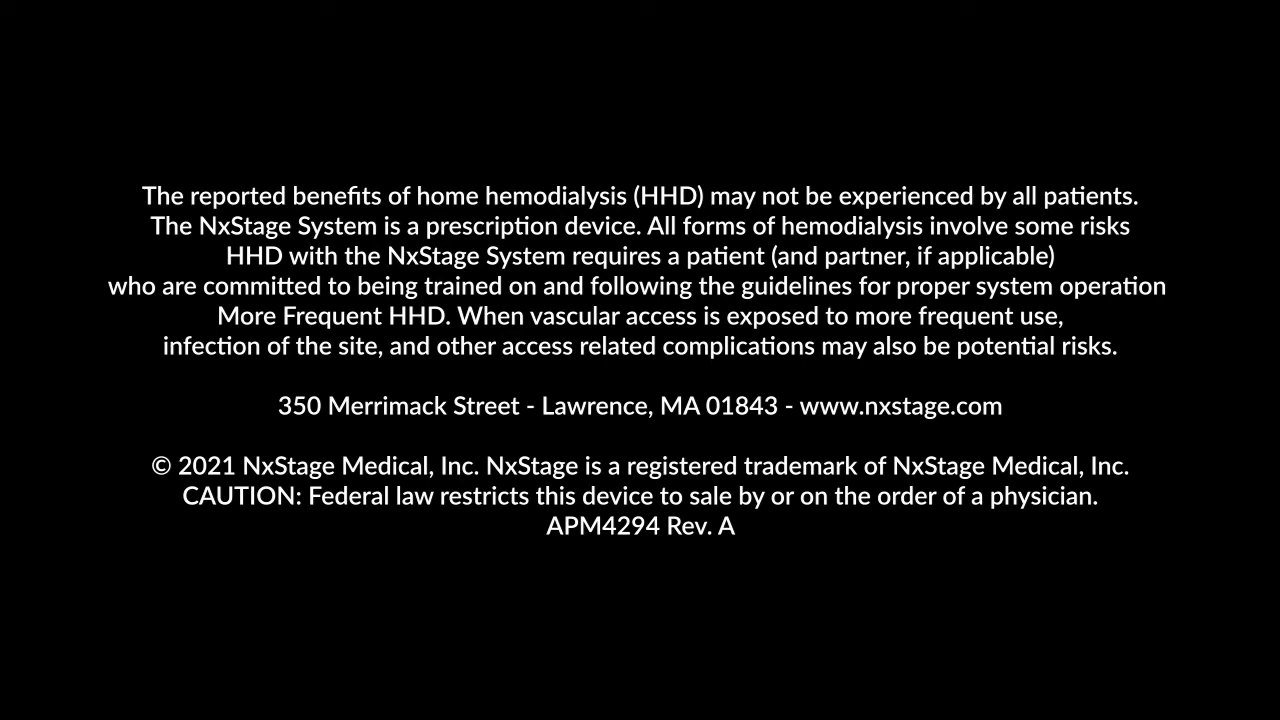 The reported benefits of home hemodialysis (HHD) may not be experienced by all patients.
The NxStage System is a prescription device. All forms of hemodialysis involve some risks
HHD with the NxStage System requires a patient (and partner, if applicable)
who are committed to being trained on and following the guidelines for proper system operation
More Frequent HHD. When vascular access is exposed to more frequent use,
infection of the site, and other access related complications may also be potential risks.
350 Merrimack Street - Lawrence, MA 01843 - www.nxstage.com
© 2021 NxStage Medical, Inc. NxStage is a registered trademark of NxStage Medical, Inc.
CAUTION: Federal law restricts this device to sale by or on the order of a physician.
APM4294 Rev. A